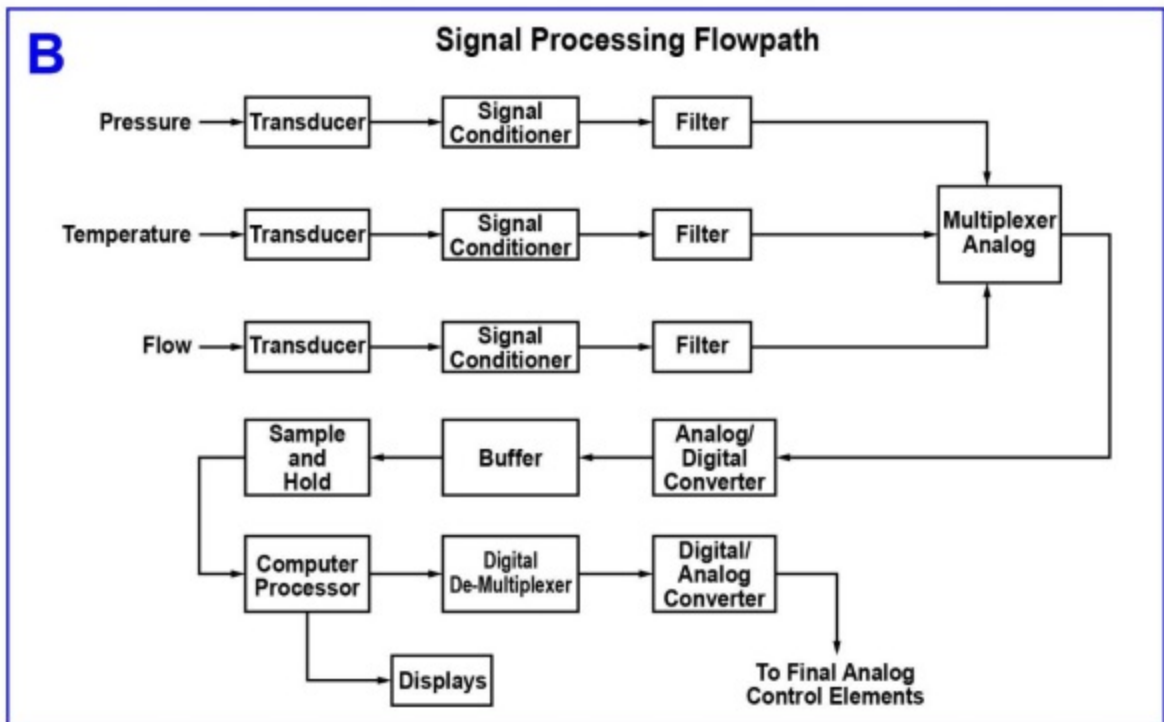 B
Signal Processing Flowpath
Pressure
Transducer
Signal
Conditioner
Filter
Multiplexer
Analog
Temperature
Transducer
Signal
Conditioner
Filter
Flow
Transducer
Signal
Conditioner
Filter
Analog/
Digital
Converter
Buffer
Sample
and
Hold
Computer
Processor
Digital
De-Multiplexer
Digital/
Analog
Converter
Displays
To Final Analog
Control Elements